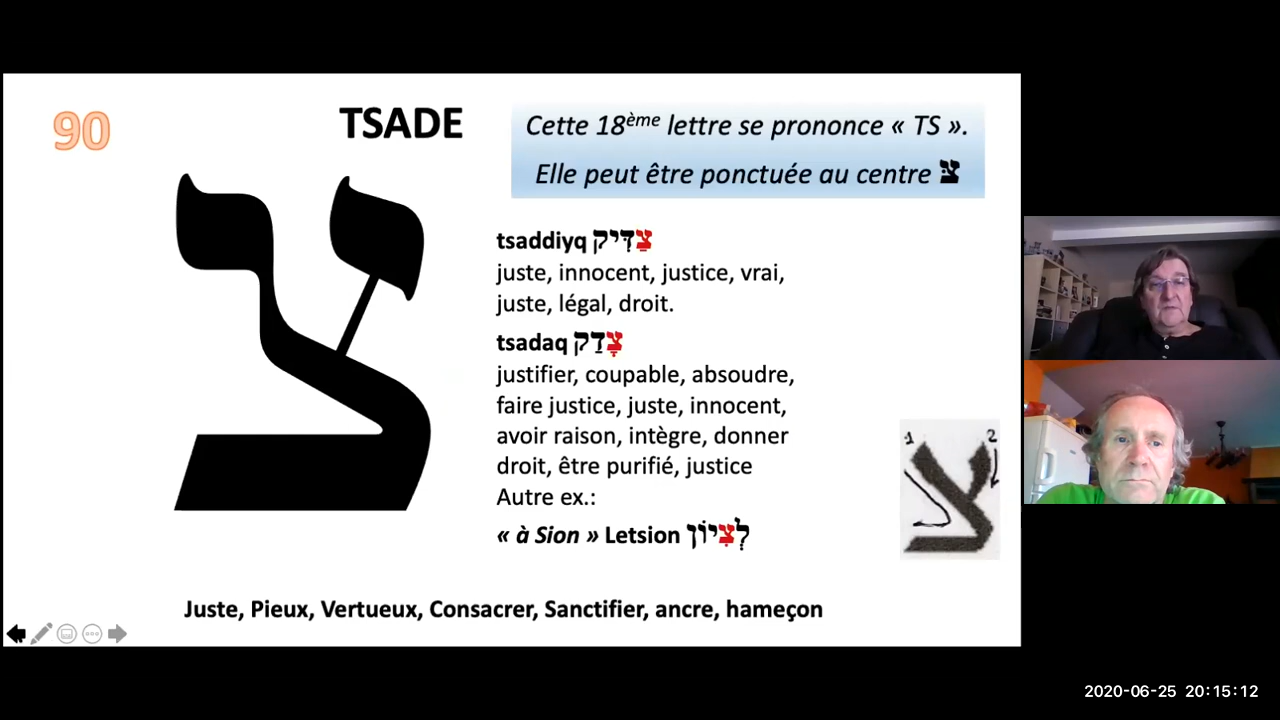 90
TSADE
צ
Cette 18ème lettre se prononce « TS ».
Elle peut être ponctuée au centre צּ
tsaddiyq צַדִּיק
juste, innocent, justice, vrai,
juste, légal, droit.
tsadaq צָדַק
justifier, coupable, absoudre,
faire justice, juste, innocent,
avoir raison, intègre, donner
droit, être purifié, justice
Autre ex.:
« à Sion » Letsion לְצִיּוֹן
1 2
צ
Juste, Pieux, Vertueux, Consacrer, Sanctifier, ancre, hameçon
2020-06-25 20:15:12